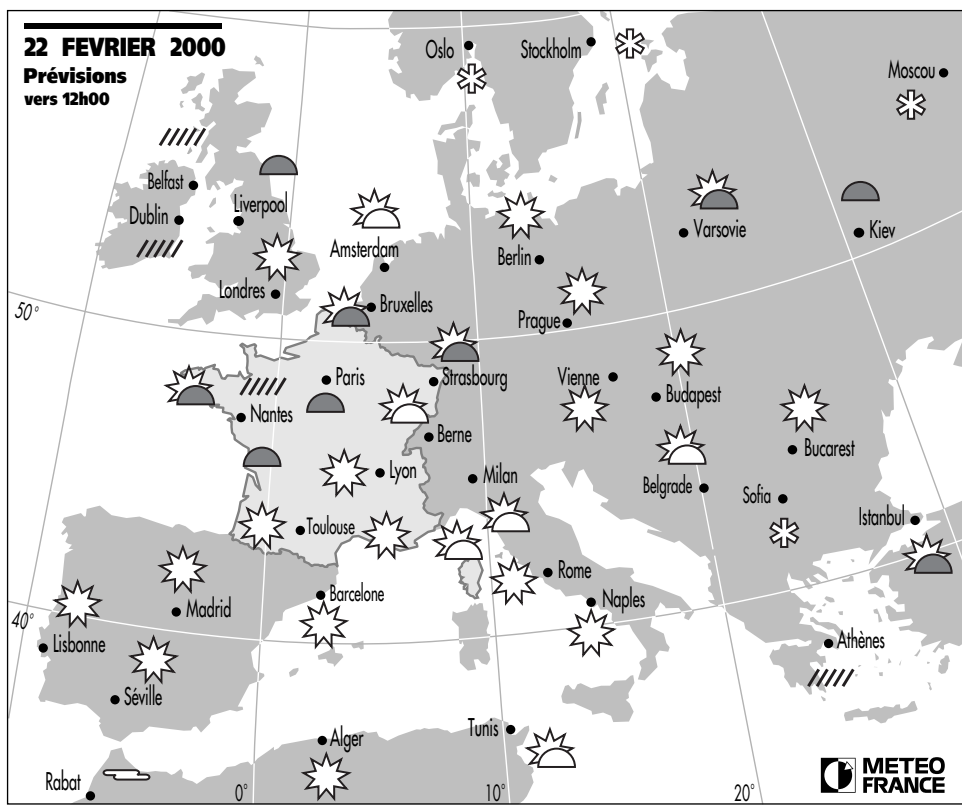 22 FEVRIER 2000
Prévisions
vers 12h00
Oslo
Stockholm
Moscou
Belfast
Dublin
Liverpool
Londres
Amsterdam
Bruxelles
Berlin
Prague
Varsovie
Kiev
50°
Paris
Strasbourg
Nantes
Berne
Lyon
Milan
Toulouse
Vienne
Budapest
Bucarest
Belgrade
Sofia
Istanbul
Rome
Naples
Barcelone
Madrid
40°
Lisbonne
Séville
Athènes
Alger
Tunis
Rabat
0°
10°
20°
METEO
FRANCE